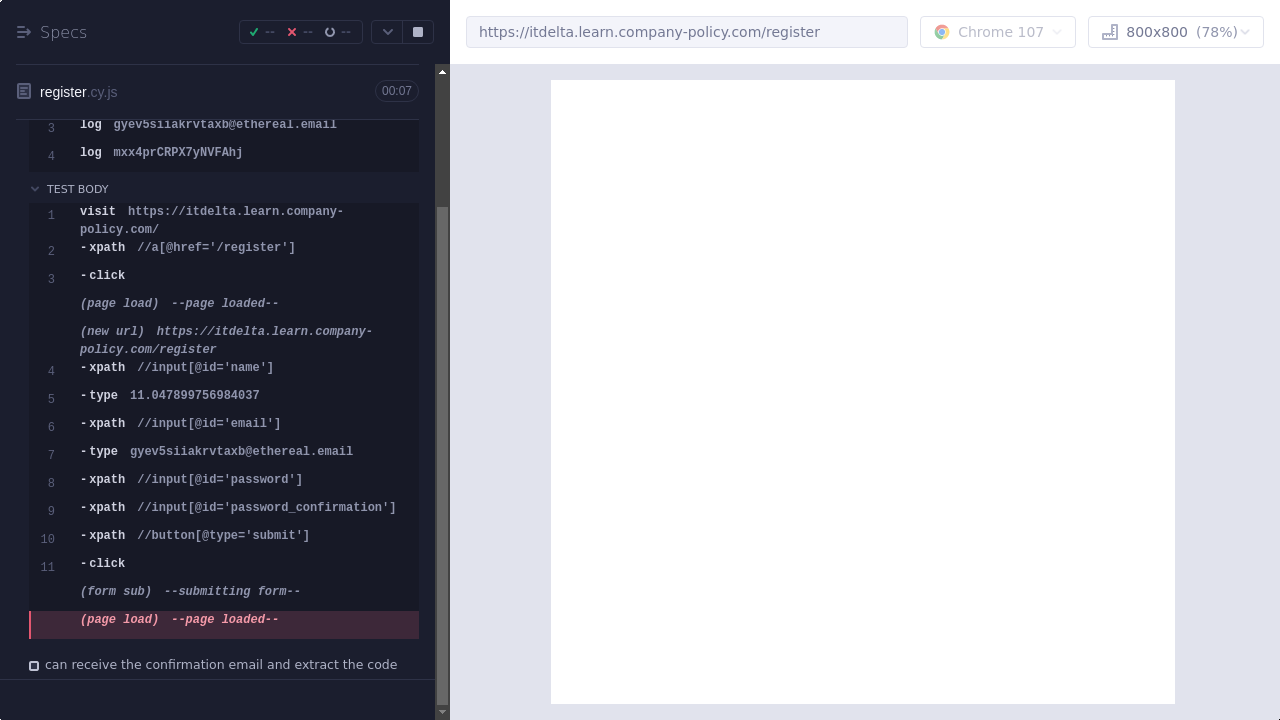 Specs
-- -- --
https://itdelta.learn.company-policy.com/register
Chrome 107
800x800 (78%)
register.cy.js
00:07
3 log gyev5siiakrvtaxb@ethereal.email
4 log mxx4prCRPX7yNVFAhj
TEST BODY
1 visit https://itdelta.learn.company-
policy.com/
2 -xpath //a[@href='/register']
3 -click
(page load) --page loaded--
(new url) https://itdelta.learn.company-
policy.com/register
4 -xpath //input[@id='name']
5 -type 11.047899756984037
6 -xpath //input[@id='email']
7 -type gyev5siiakrvtaxb@ethereal.email
8 -xpath //input[@id='password']
9 -xpath //input[@id='password_confirmation']
10 -xpath //button[@type='submit']
11 -click
(form sub) --submitting form--
(page load) --page loaded--
can receive the confirmation email and extract the code